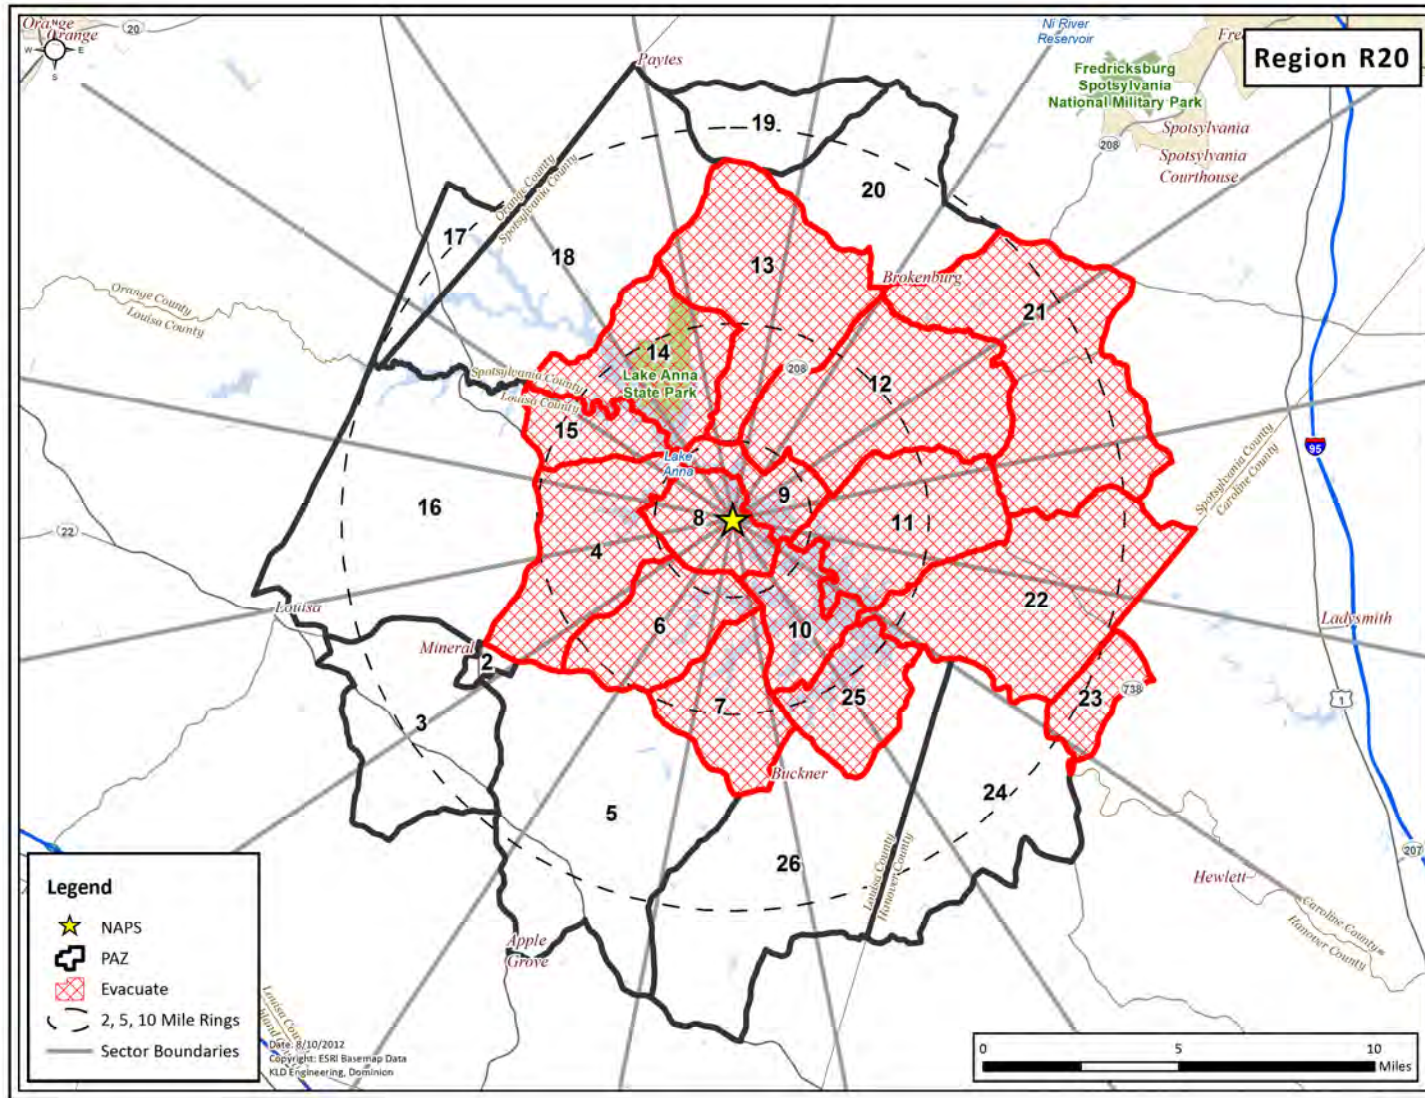 Region R20
Orange
Orange
N
W
E
S
20
Paytes
Ni River
Reservoir
Fredricksburg
Spotsylvania
National Military Park
Fre
Spotsylvania
208
Spotsylvania
Courthouse
19
20
17
Orange County
Spotsylvania County
18
13
Brokenburg
21
Orange County
Louisa County
14
Lake Anna
State Park
208
12
Spotsylvania County
Louisa County
15
Lake
Anna
9
95
Spotsylvania County
Caroline County
16
8
11
22
4
22
Louisa
6
10
Ladysmith
Mineral
2
25
23
738
1
3
7
Buckner
5
24
26
Louisa County
Hanover County
207
Hewlett
Caroline County
Hanover County
Apple
Grove
Legend
NAPS
PAZ
Evacuate
2, 5, 10 Mile Rings
Sector Boundaries
Date: 8/10/2012
Copyright: ESRI Basemap Data
KLD Engineering, Dominion
0
5
10
Miles